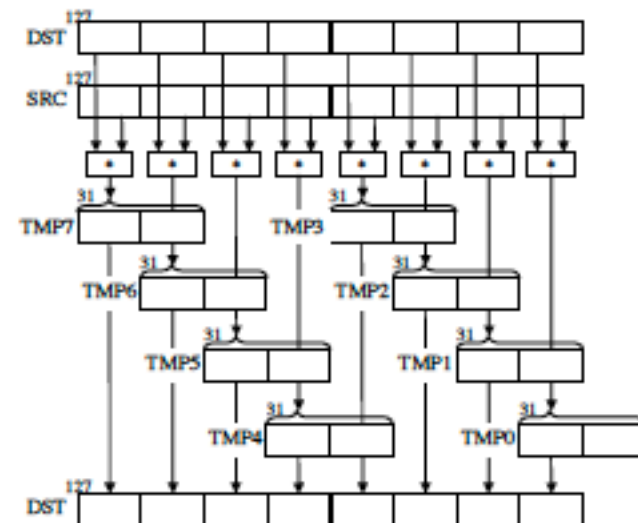 127
DST
127
SRC
* * * * * * * *
31 31
TMP7 TMP3
31 31
TMP6 TMP2
31 31
TMP5 TMP1
31 31
TMP4 TMP0
127
DST